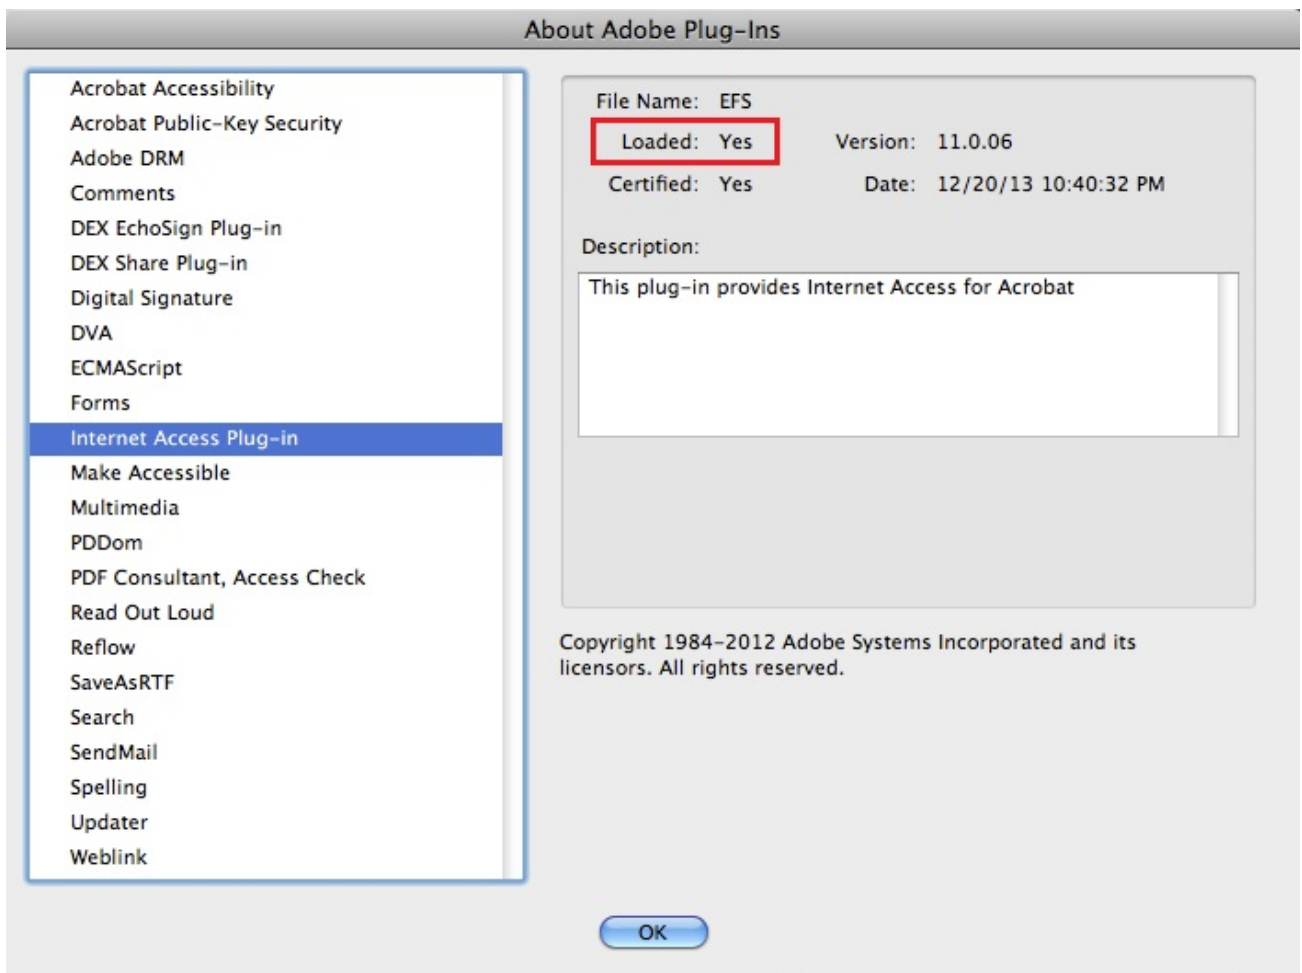 About Adobe Plug-Ins
Acrobat Accessibility
Acrobat Public-Key Security
Adobe DRM
Comments
DEX EchoSign Plug-in
DEX Share Plug-in
Digital Signature
DVA
ECMAScript
Forms
Internet Access Plug-in
Make Accessible
Multimedia
PDDom
PDF Consultant, Access Check
Read Out Loud
Reflow
SaveAsRTF
Search
SendMail
Spelling
Updater
Weblink
File Name: EFS
Loaded: Yes Version: 11.0.06
Certified: Yes Date: 12/20/13 10:40:32 PM
Description:
This plug-in provides Internet Access for Acrobat
Copyright 1984-2012 Adobe Systems Incorporated and its
licensors. All rights reserved.
OK